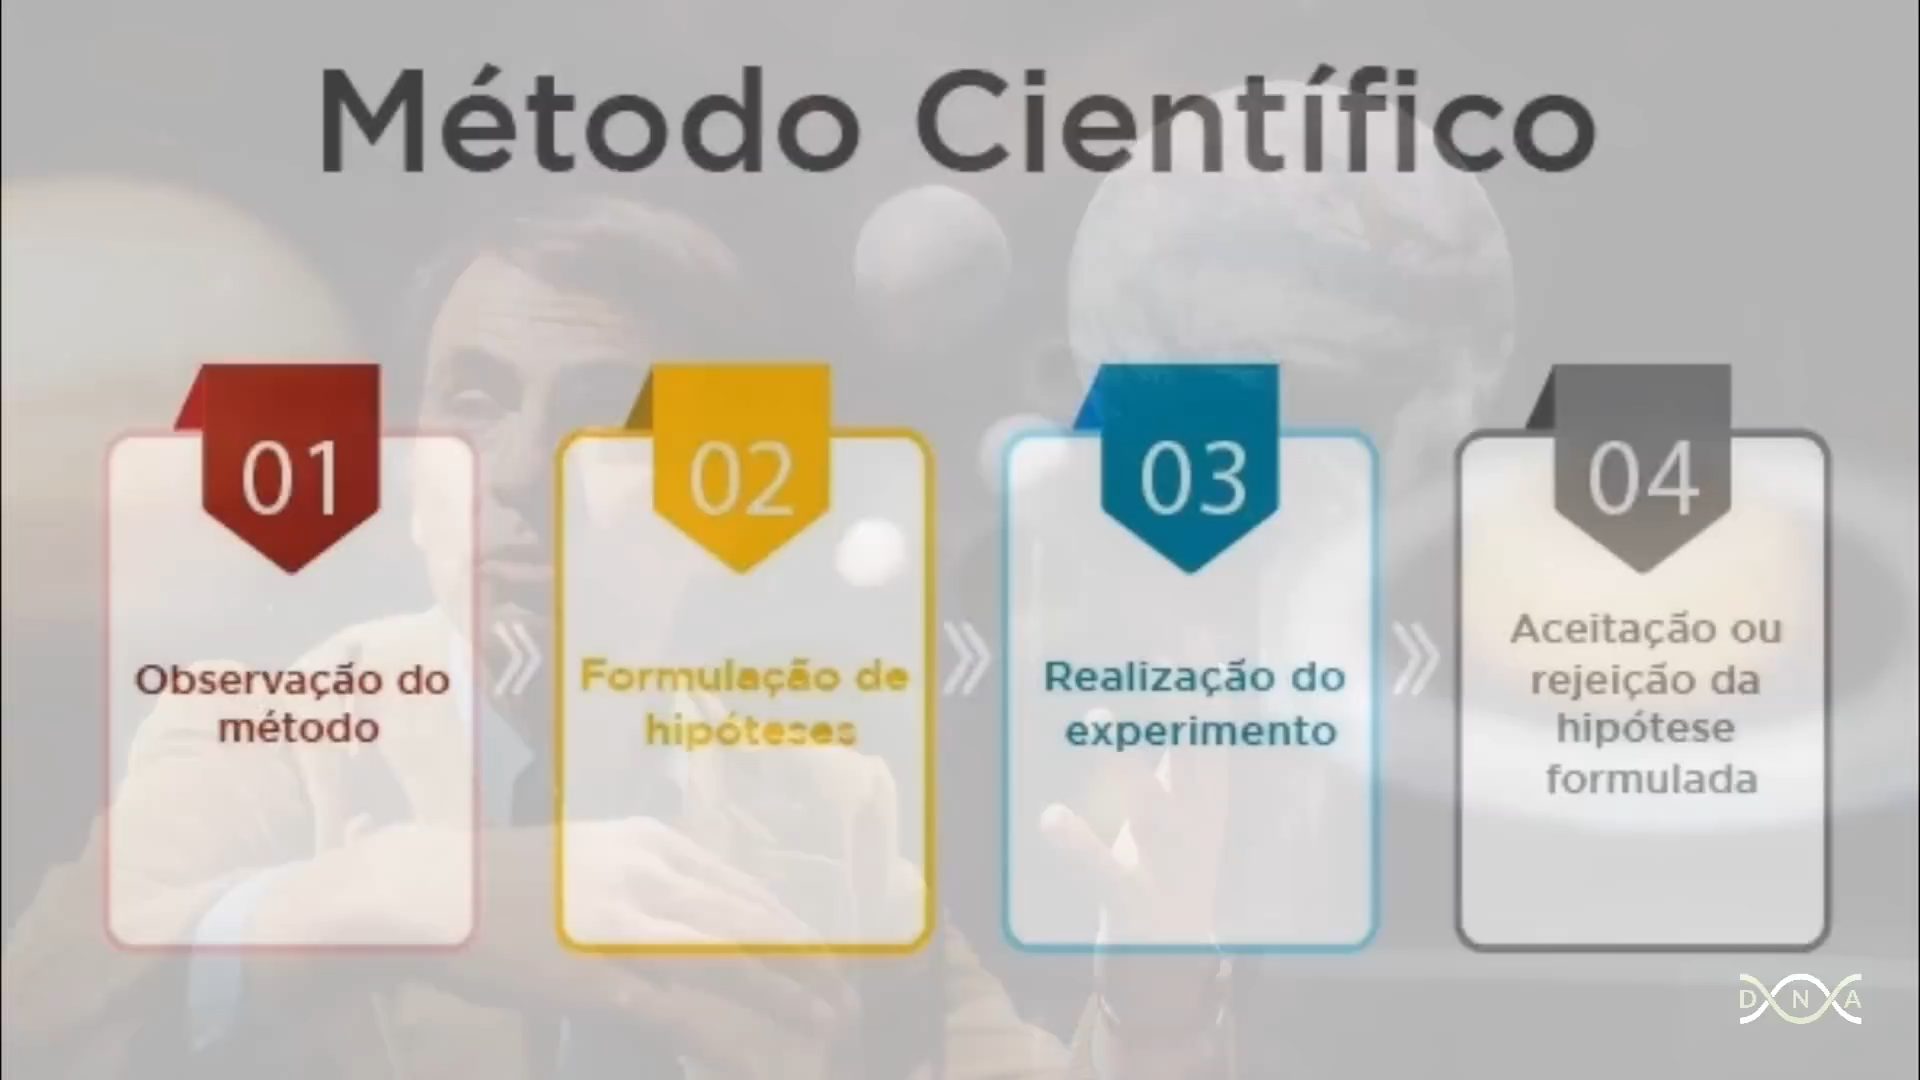 Método Científico
01
Observação do
método
02
Formulação de
hipóteses
03
Realização do
experimento
04
Aceitação ou
rejeição da
hipótese
formulada
DNA